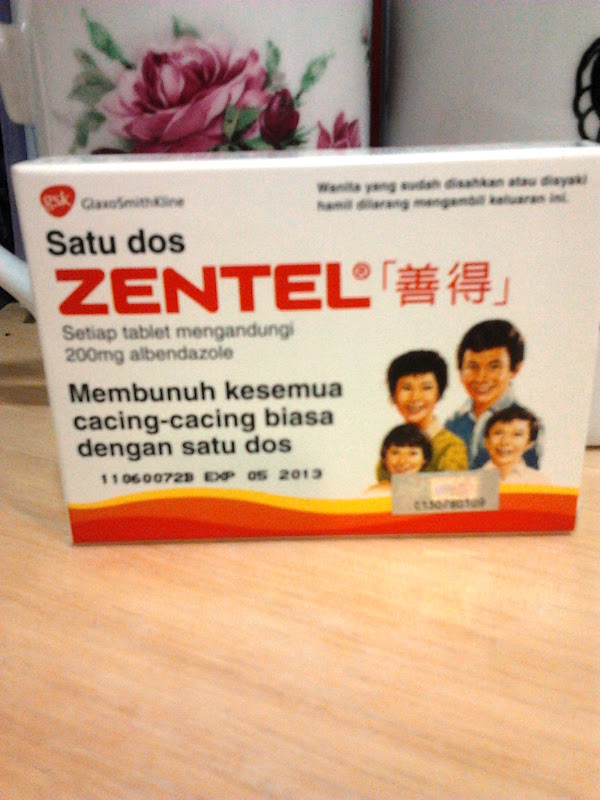 gsk GlaxoSmithKline
Wanita yang sudah disahkan atau disyaki
hamil dilarang mengambil keluaran ini.
Satu dos
ZENTEL® 「善得」
Setiap tablet mengandungi
200mg albendazole
Membunuh kesemua
cacing-cacing biasa
dengan satu dos
11060072B EXP 05 2013